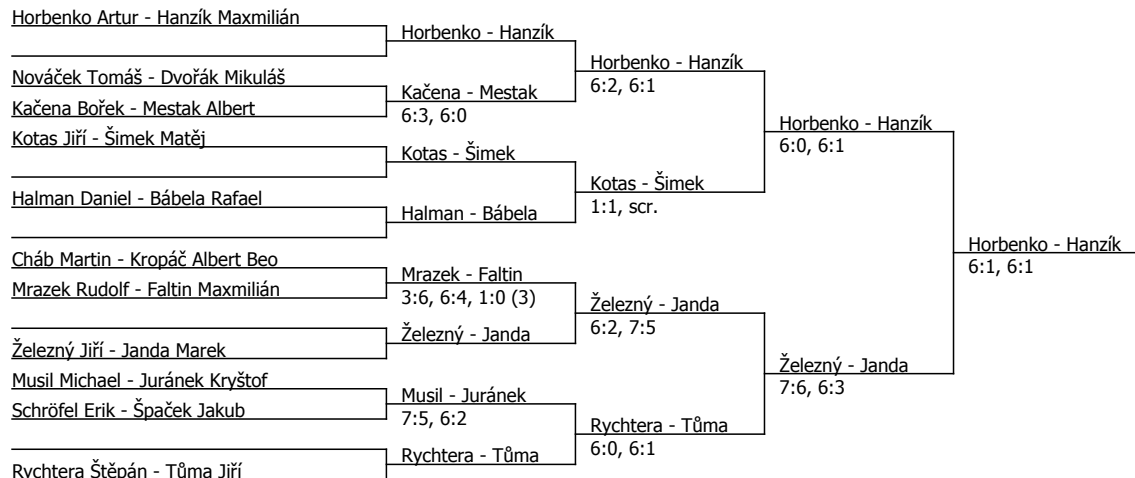 Horbenko Artur - Hanzík Maxmilián
Horbenko - Hanzík
Nováček Tomáš - Dvořák Mikuláš
Horbenko - Hanzík
6:2, 6:1
Kačena Bořek - Mestak Albert
Kačena - Mestak
6:3, 6:0
Horbenko - Hanzík
6:0, 6:1
Kotas Jiří - Šimek Matěj
Kotas - Šimek
Kotas - Šimek
1:1, scr.
Halman Daniel - Bábela Rafael
Halman - Bábela
Horbenko - Hanzík
6:1, 6:1
Cháb Martin - Kropáč Albert Beo
Mrazek - Faltin
3:6, 6:4, 1:0 (3)
Mrazek Rudolf - Faltin Maxmilián
Železný - Janda
6:2, 7:5
Železný - Janda
Železný Jiří - Janda Marek
Železný - Janda
7:6, 6:3
Musil Michael - Juránek Kryštof
Musil - Juránek
7:5, 6:2
Schröfel Erik - Špaček Jakub
Rychtera - Tůma
6:0, 6:1
Rychtera - Tůma
Rychtera Štěpán - Tůma Jiří